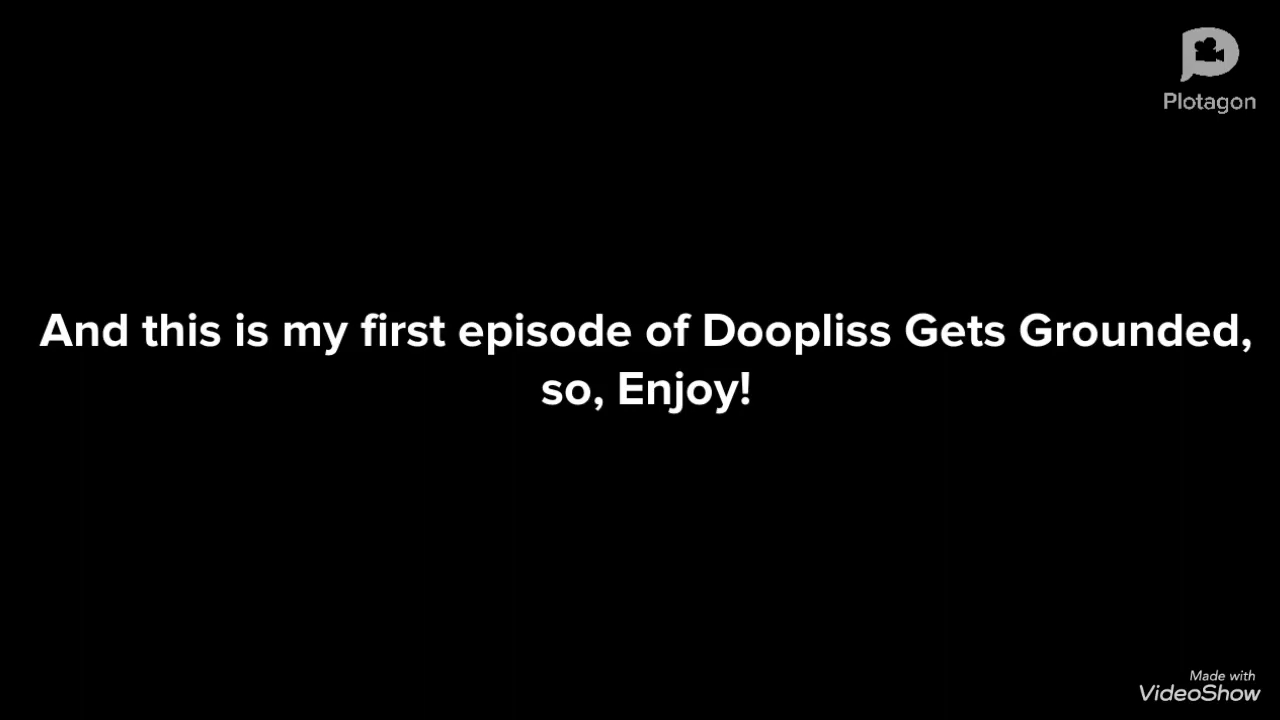 Plotagon
And this is my first episode of Doopliss Gets Grounded,
so, Enjoy!
Made with
VideoShow